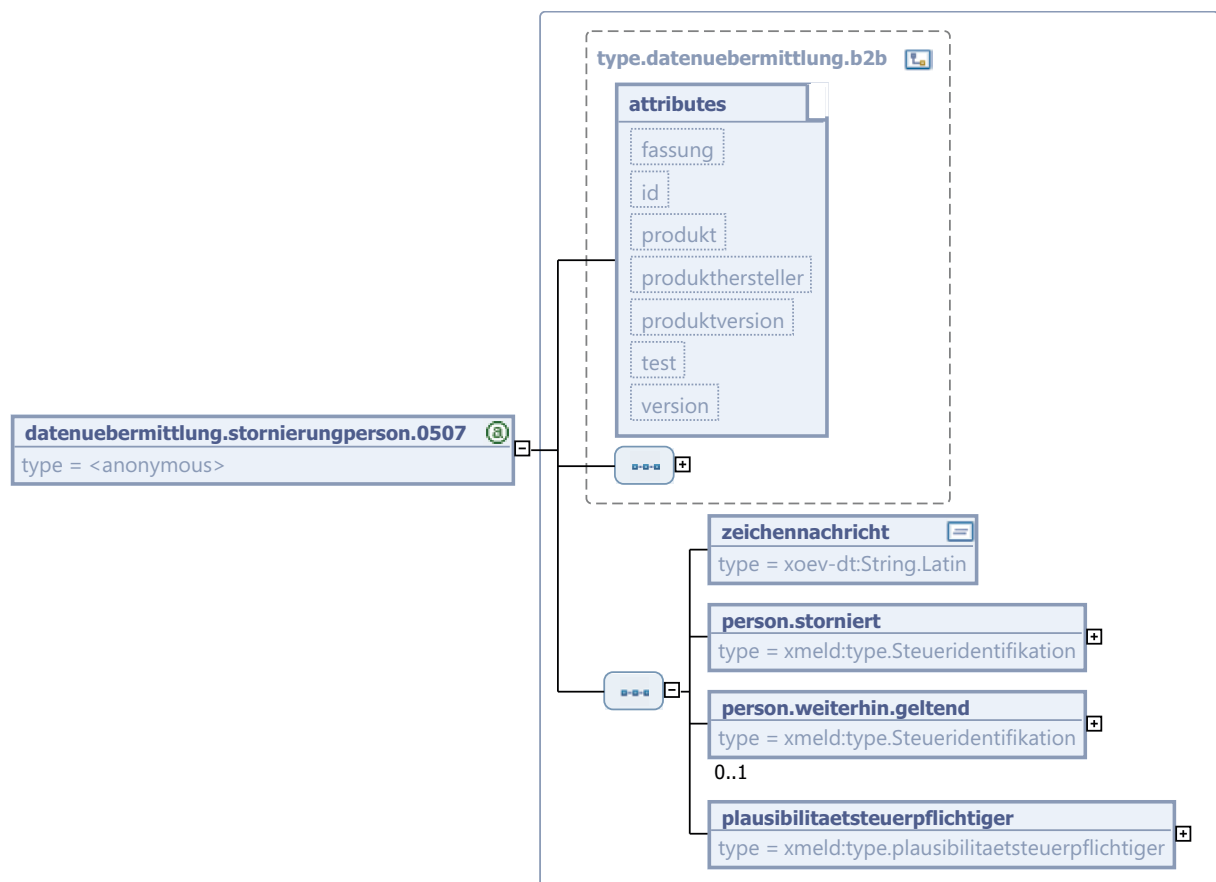 type.datenuebermittlung.b2b
attributes
fassung
id
produkt
produkthersteller
produktversion
test
version
datenuebermittlung.stornierungperson.0507
type = <anonymous>
zeichennachricht
type = xoev-dt:String.Latin
person.storniert
type = xmeld:type.Steueridentifikation
person.weiterhin.geltend
type = xmeld:type.Steueridentifikation
0..1
plausibilitaetsteuerpflichtiger
type = xmeld:type.plausibilitaetsteuerpflichtiger